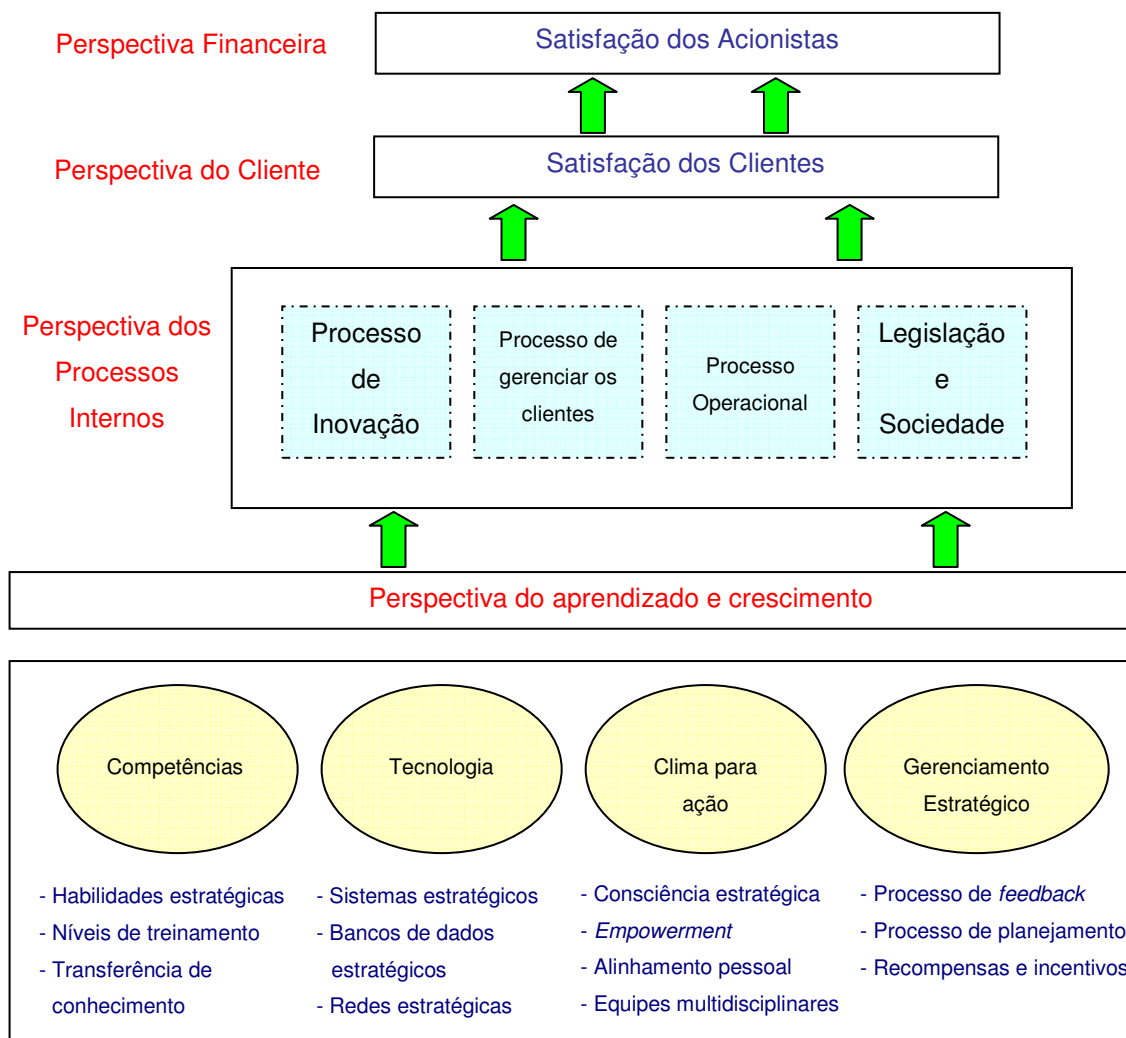 Perspectiva Financeira
Satisfação dos Acionistas
Perspectiva do Cliente
Satisfação dos Clientes
Perspectiva dos
Processos
Internos
Processo
de
Inovação
Processo de
gerenciar os
clientes
Processo
Operacional
Legislação
e
Sociedade
Perspectiva do aprendizado e crescimento
Competências
Tecnologia
Clima para
ação
Gerenciamento
Estratégico
- Habilidades estratégicas
- Níveis de treinamento
- Transferência de
conhecimento
- Sistemas estratégicos
- Bancos de dados
estratégicos
- Redes estratégicas
- Consciência estratégica
- Empowerment
- Alinhamento pessoal
- Equipes multidisciplinares
- Processo de feedback
- Processo de planejamento
- Recompensas e incentivos